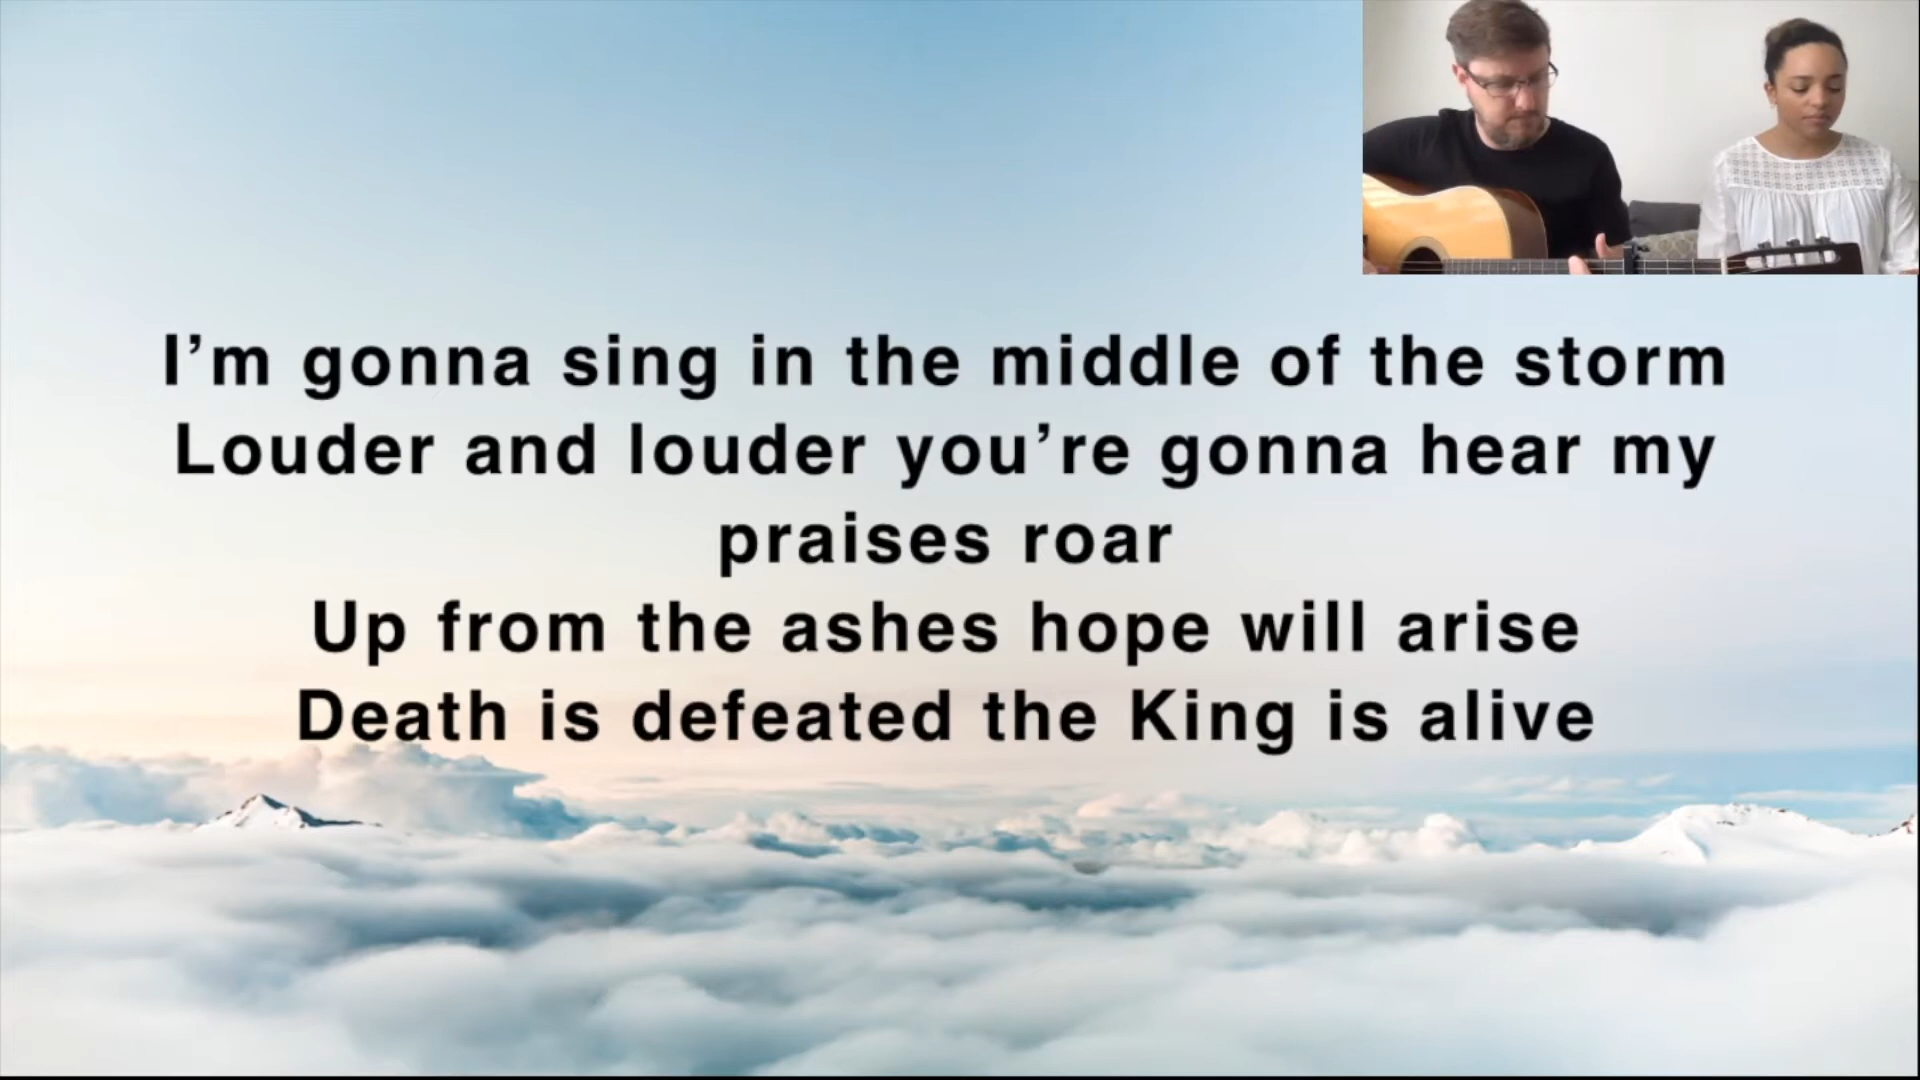 I’m gonna sing in the middle of the storm
Louder and louder you’re gonna hear my
praises roar
Up from the ashes hope will arise
Death is defeated the King is alive